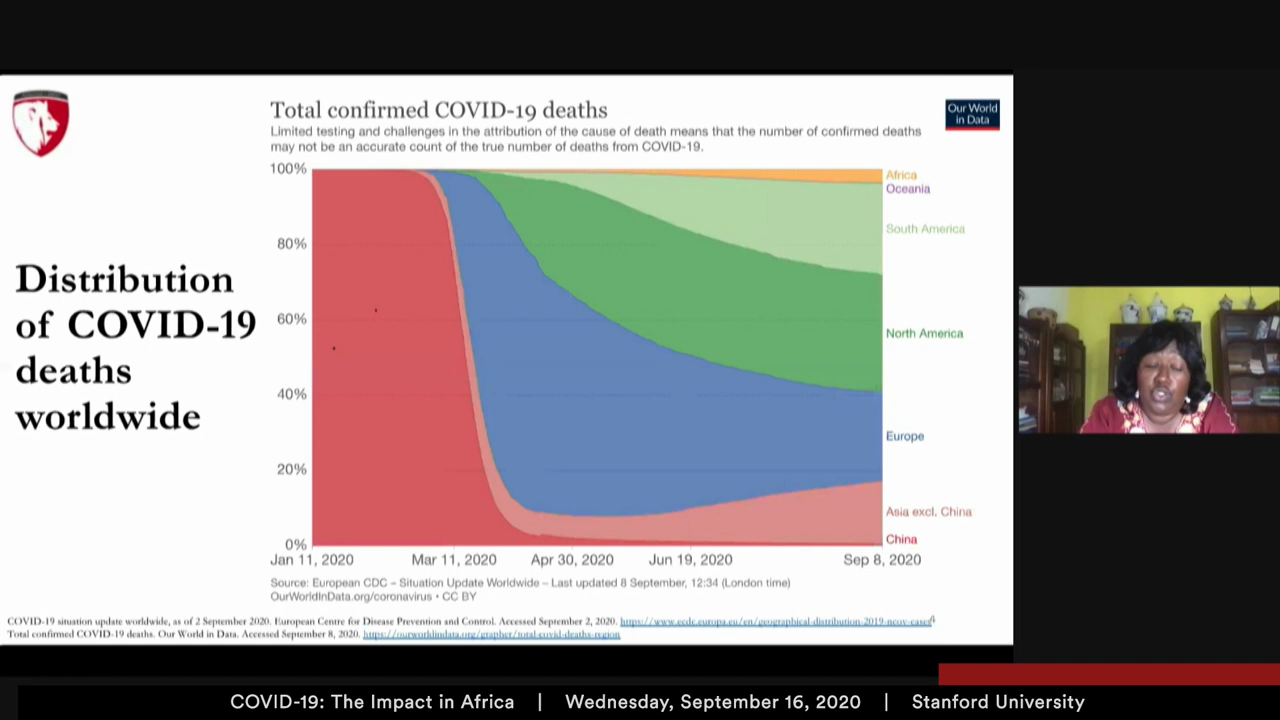 Total confirmed COVID-19 deaths
Our World
in Data
Limited testing and challenges in the attribution of the cause of death means that the number of confirmed deaths
may not be an accurate count of the true number of deaths from COVID-19.
Distribution
of COVID-19
deaths
worldwide
100%
80%
60%
40%
20%
0%
Africa
Oceania
South America
North America
Europe
Asia excl. China
China
Jan 11, 2020
Mar 11, 2020
Apr 30, 2020
Jun 19, 2020
Sep 8, 2020
Source: European CDC – Situation Update Worldwide – Last updated 8 September, 12:34 (London time)
OurWorldInData.org/coronavirus • CC BY
COVID-19 situation update worldwide, as of 2 September 2020. European Centre for Disease Prevention and Control. Accessed September 2, 2020. https://www.ecdc.europa.eu/en/geographical-distribution-2019-ncov-cases
Total confirmed COVID-19 deaths. Our World in Data. Accessed September 8, 2020. https://ourworldindata.org/grapher/total-covid-deaths-region
COVID-19: The Impact in Africa | Wednesday, September 16, 2020 | Stanford University